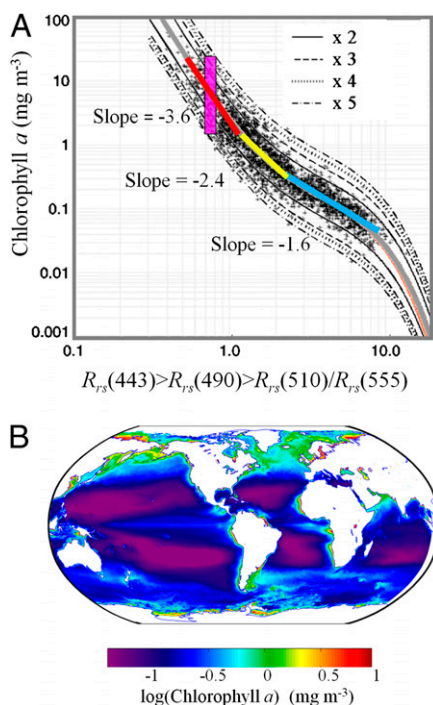 A
Chlorophyll a (mg m⁻³)
100
10
1
0.1
0.01
0.001
x 2
x 3
x 4
x 5
Slope = -3.6
Slope = -2.4
Slope = -1.6
0.1 1.0 10.0
Rrs(443)>Rrs(490)>Rrs(510)/Rrs(555)
B
-1 -0.5 0 0.5 1
log(Chlorophyll a) (mg m⁻³)